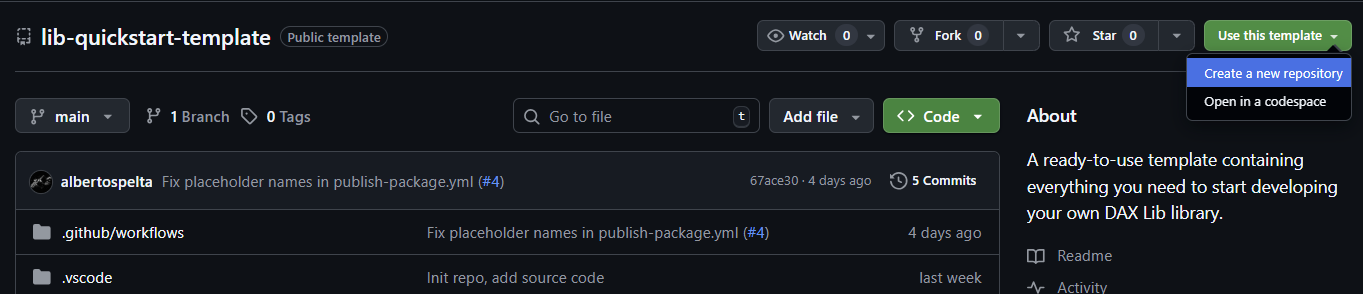 lib-quickstart-template Public template Watch 0 Fork 0 Star 0 Use this template
Create a new repository
Open in a codespace
main 1 Branch 0 Tags Go to file t Add file Code
About
A ready-to-use template containing
everything you need to start developing
your own DAX Lib library.
albertospelta Fix placeholder names in publish-package.yml (#4) 67ace30 · 4 days ago 5 Commits
.github/workflows Fix placeholder names in publish-package.yml (#4) 4 days ago
.vscode Init repo, add source code last week
Readme
Activity